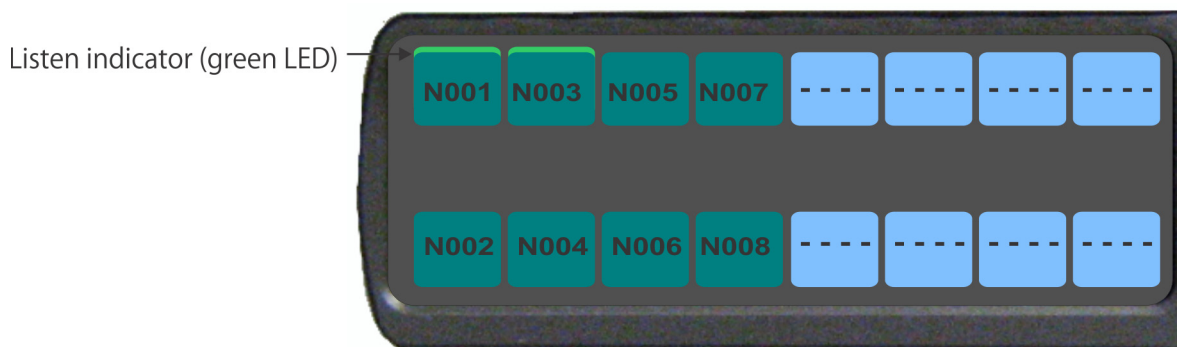 Listen indicator (green LED)
N001 N003 N005 N007 ---- ---- ---- ----
N002 N004 N006 N008 ---- ---- ---- ----